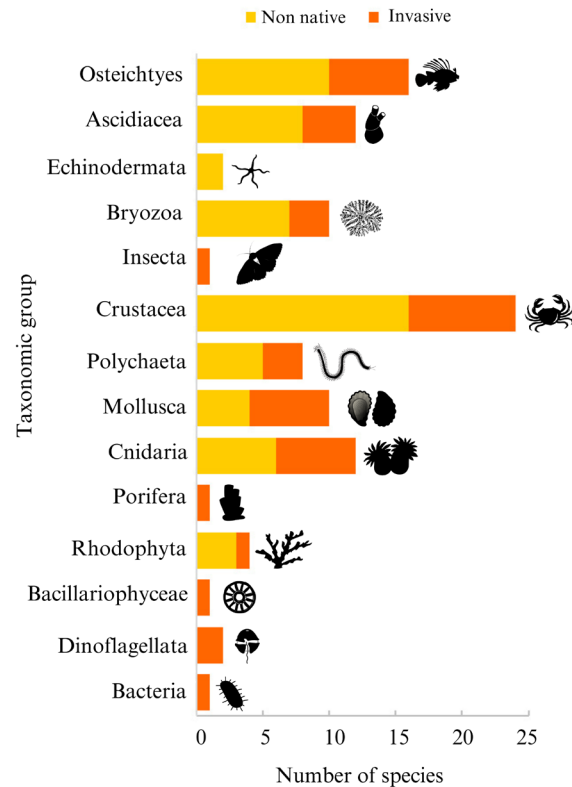 Non native Invasive
Osteichtyes
Ascidiacea
Echinodermata
Bryozoa
Insecta
Crustacea
Polychaeta
Mollusca
Cnidaria
Porifera
Rhodophyta
Bacillariophyceae
Dinoflagellata
Bacteria
Taxonomic group
0 5 10 15 20 25
Number of species